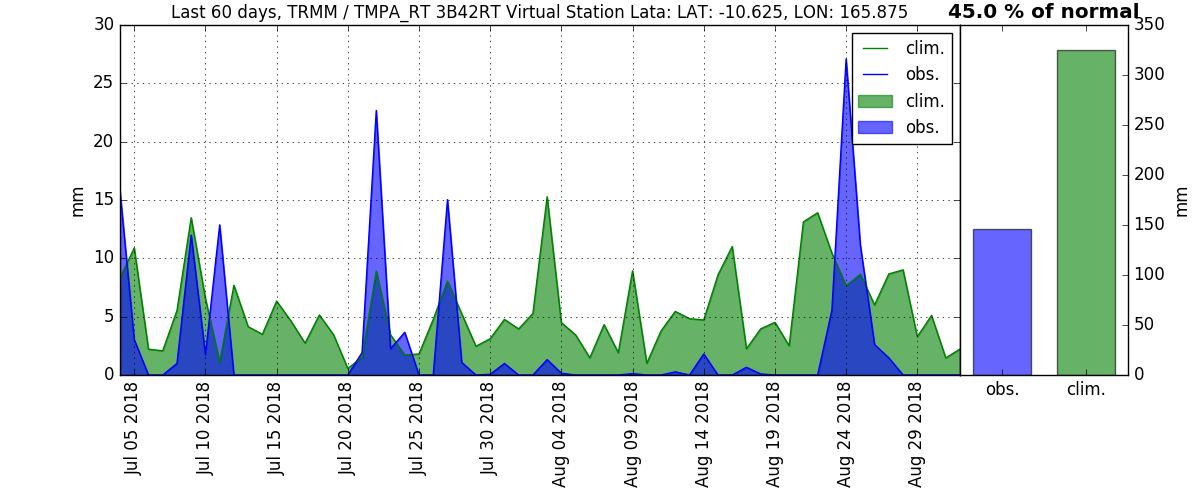 Last 60 days, TRMM / TMPA_RT 3B42RT Virtual Station Lata: LAT: -10.625, LON: 165.875
45.0 % of normal
30
25
20
15
10
5
0
mm
clim.
obs.
clim.
obs.
350
300
250
200
150
100
50
0
mm
Jul 05 2018
Jul 10 2018
Jul 15 2018
Jul 20 2018
Jul 25 2018
Jul 30 2018
Aug 04 2018
Aug 09 2018
Aug 14 2018
Aug 19 2018
Aug 24 2018
Aug 29 2018
obs.
clim.